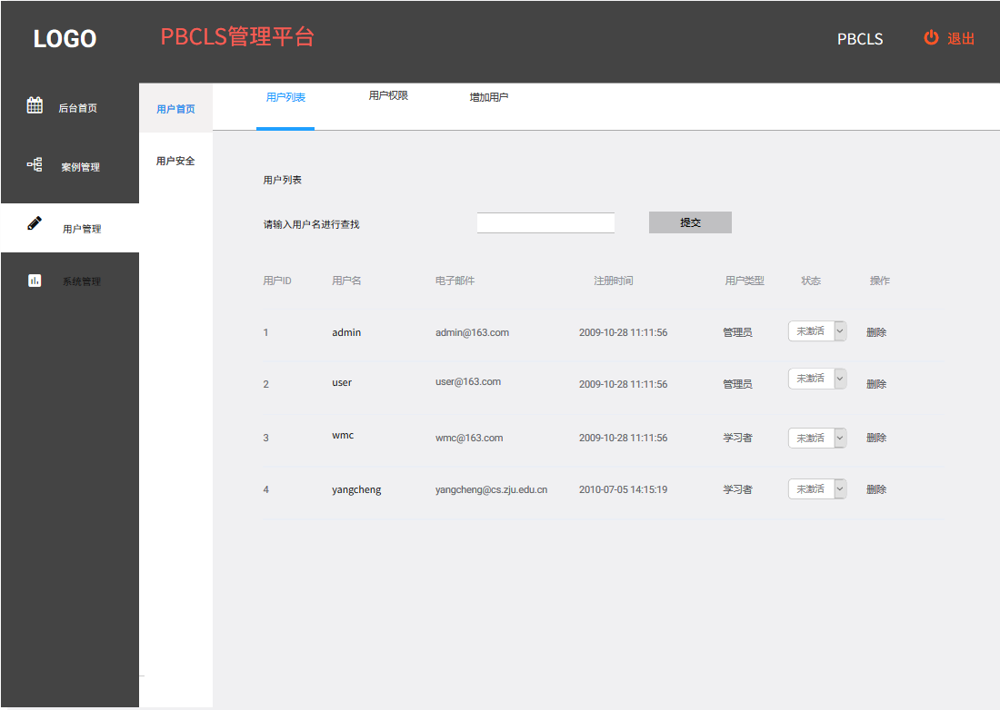 LOGO
PBCLS管理平台
PBCLS
退出
后台首页
案例管理
用户管理
系统管理
用户首页
用户安全
用户列表 用户权限 增加用户
用户列表
请输入用户名进行查找 提交
用户ID 用户名 电子邮件 注册时间 用户类型 状态 操作
1 admin admin@163.com 2009-10-28 11:11:56 管理员 未激活 删除
2 user user@163.com 2009-10-28 11:11:56 管理员 未激活 删除
3 wmc wmc@163.com 2009-10-28 11:11:56 学习者 未激活 删除
4 yangcheng yangcheng@cs.zju.edu.cn 2010-07-05 14:15:19 学习者 未激活 删除